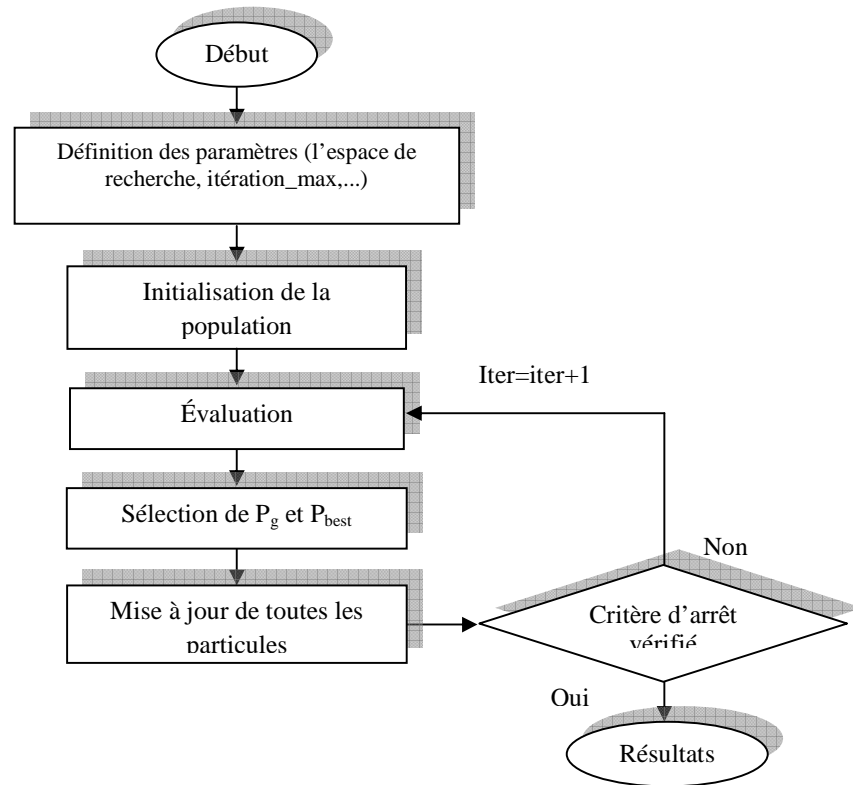 Début
Définition des paramètres (l'espace de
recherche, itération_max,...)
Initialisation de la
population
Iter=iter+1
Évaluation
Sélection de Pg et Pbest
Non
Mise à jour de toutes les
particules
Critère d'arrêt
vérifié
Oui
Résultats